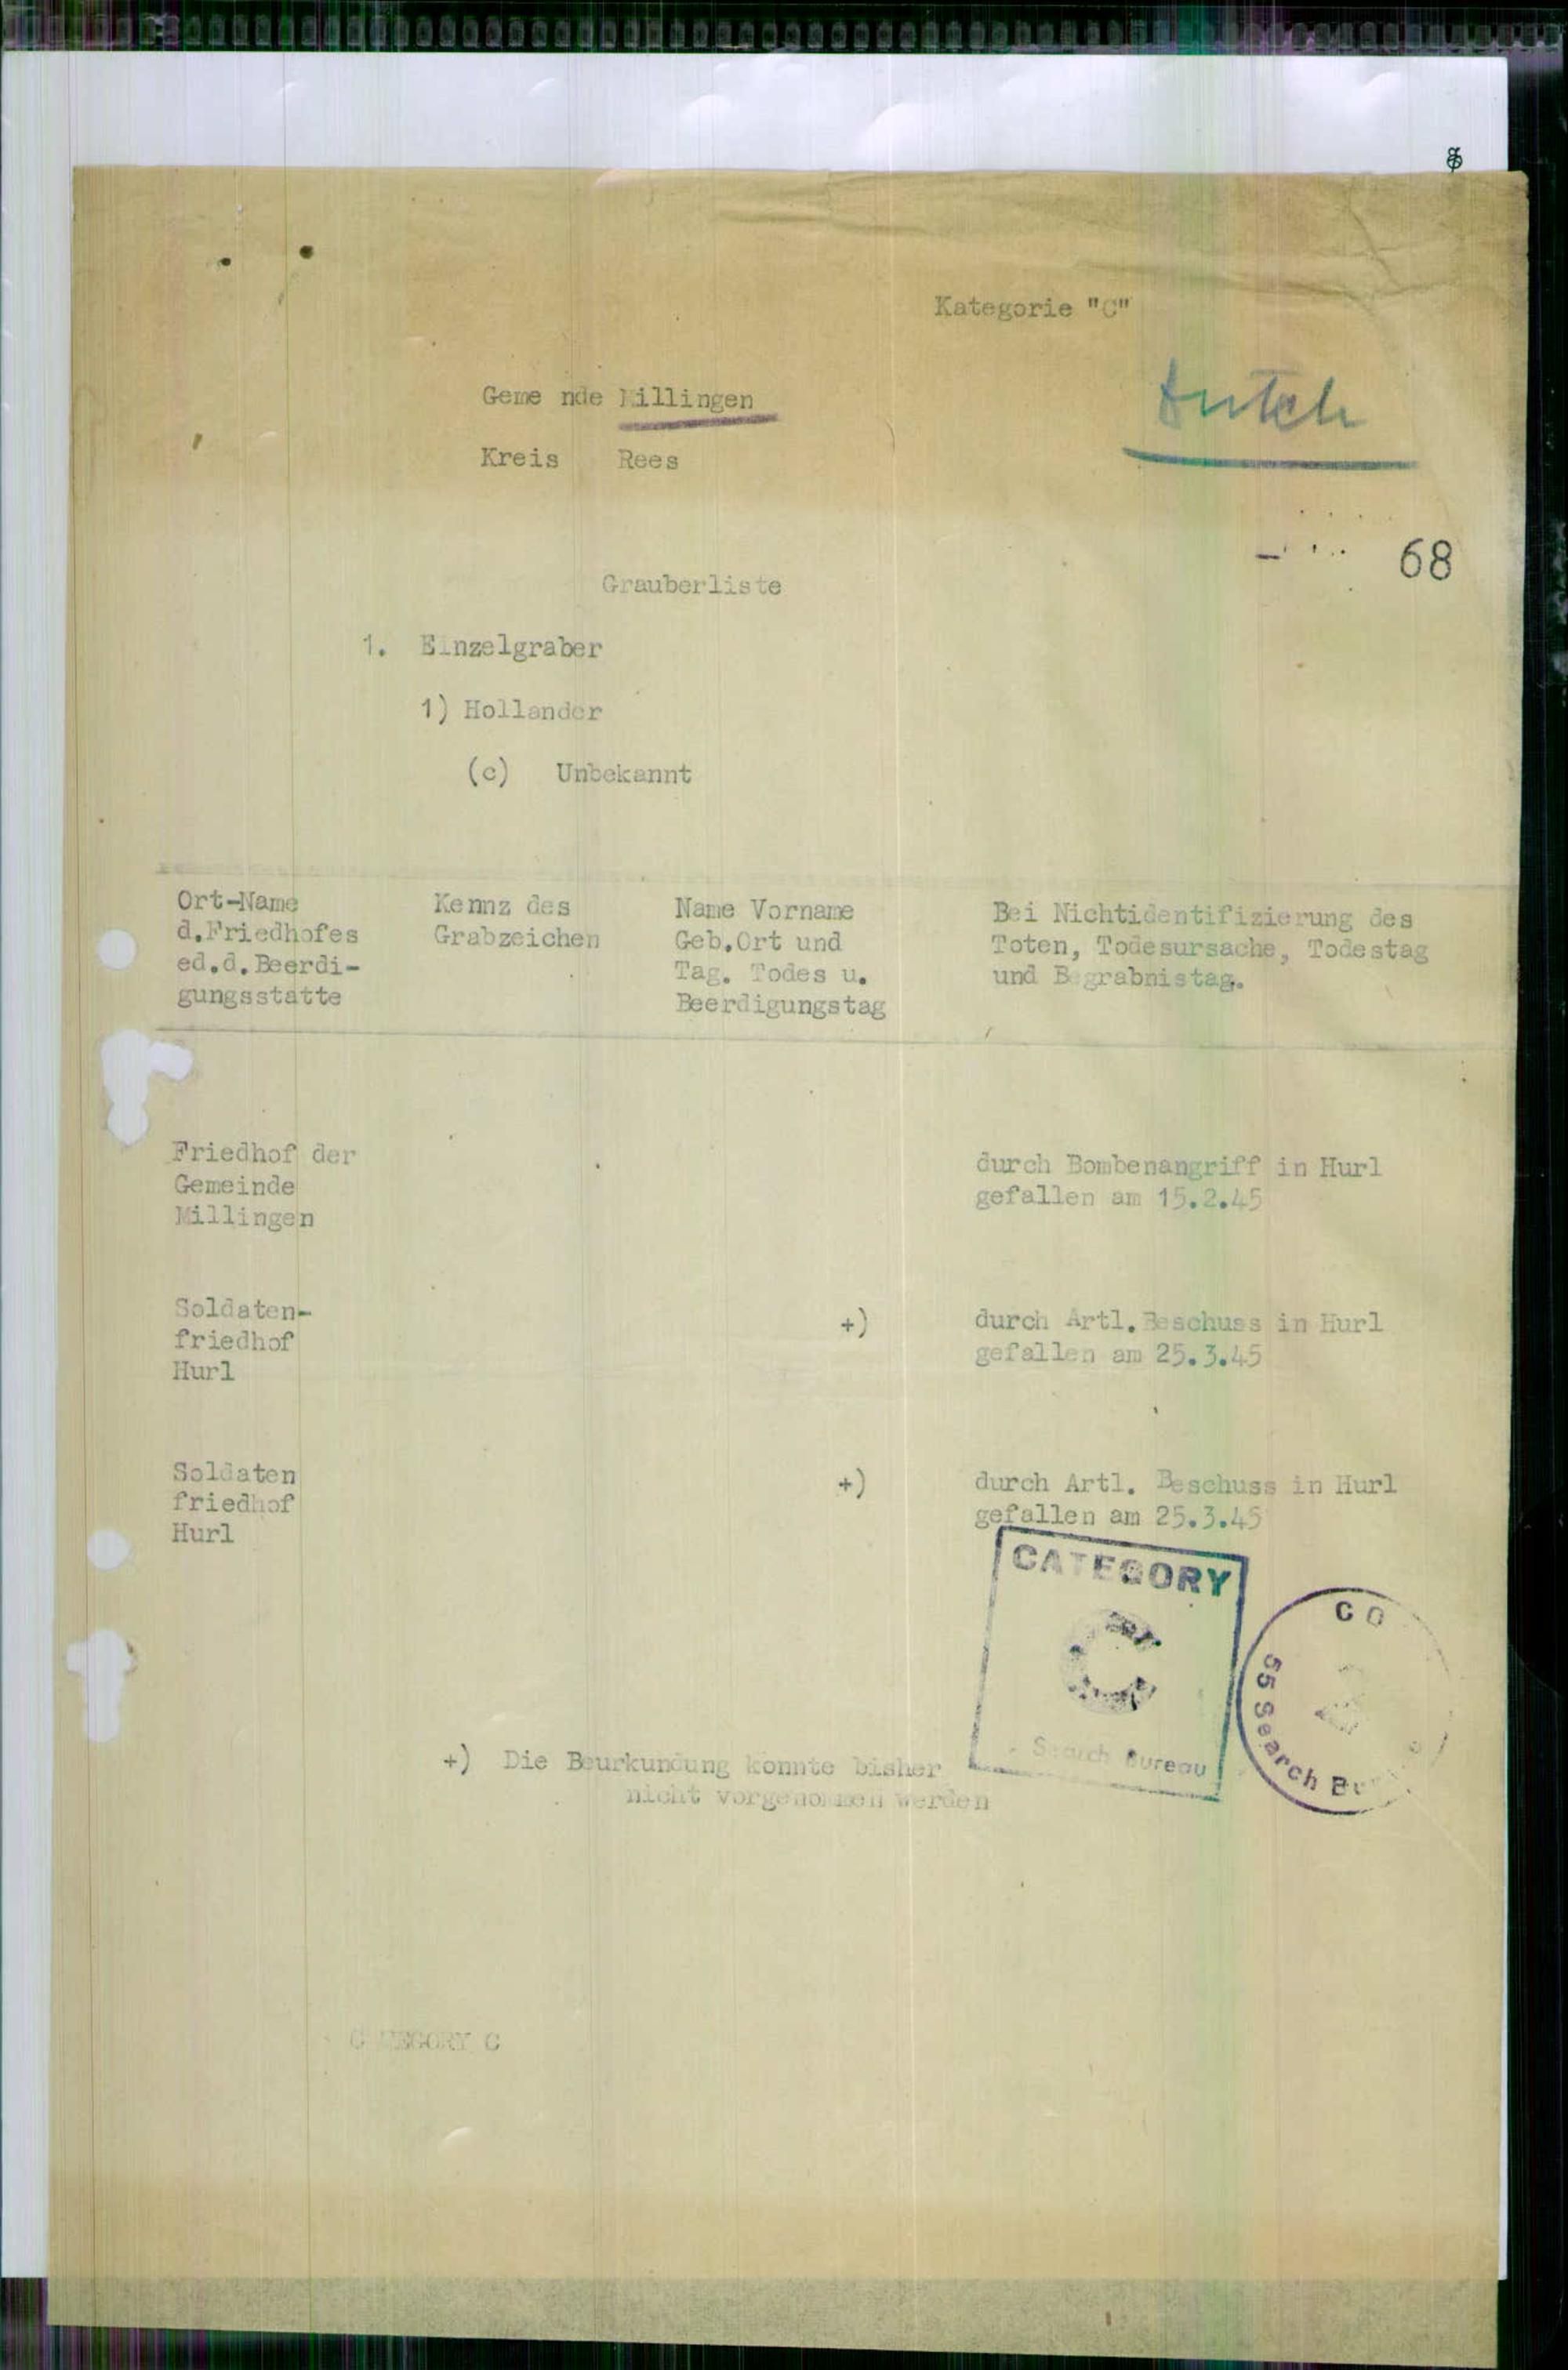 Kategorie "C"
Dutch
Geme nde Millingen
Kreis Rees
68
Grauberliste
1. Einzelgraber
1) Hollander
(c) Unbekannt
Ort-Name
d.Friedhofes
ed.d.Beerdi-
gungsstatte
Kennz des
Grabzeichen
Name Vorname
Geb.Ort und
Tag. Todes u.
Beerdigungstag
Bei Nichtidentifizierung des
Toten, Todesursache, Todestag
und Begrabnistag.
Friedhof der
Gemeinde
Millingen
durch Bombenangriff in Hurl
gefallen am 15.2.45
Soldaten-
friedhof
Hurl
+)
durch Artl.Beschuss in Hurl
gefallen am 25.3.45
Soldaten
friedhof
Hurl
+)
durch Artl. Beschuss in Hurl
gefallen am 25.3.45
CATEGORY
C
Search Bureau
55 Search
+) Die Beurkundung konnte bisher
nicht vorgenommen werden
CATEGORY C